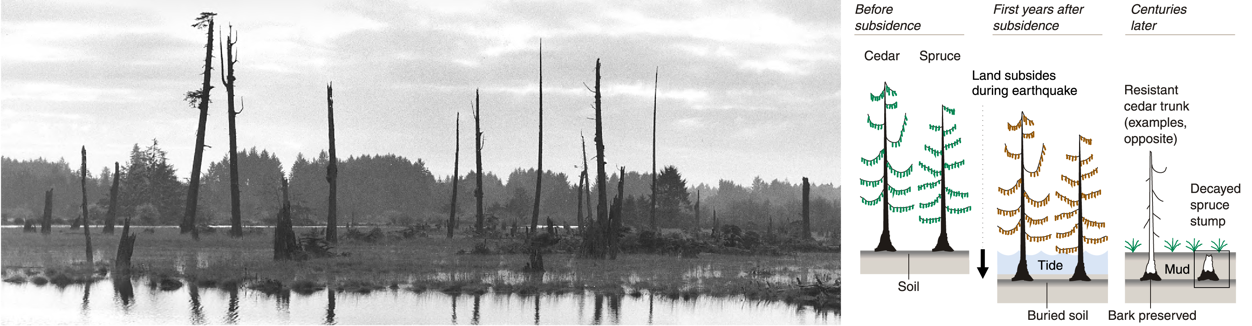 Before
subsidence
First years after
subsidence
Centuries
later
Cedar
Spruce
Land subsides
during earthquake
Resistant
cedar trunk
(examples,
opposite)
Decayed
spruce
stump
Tide
Mud
Soil
Buried soil
Bark preserved